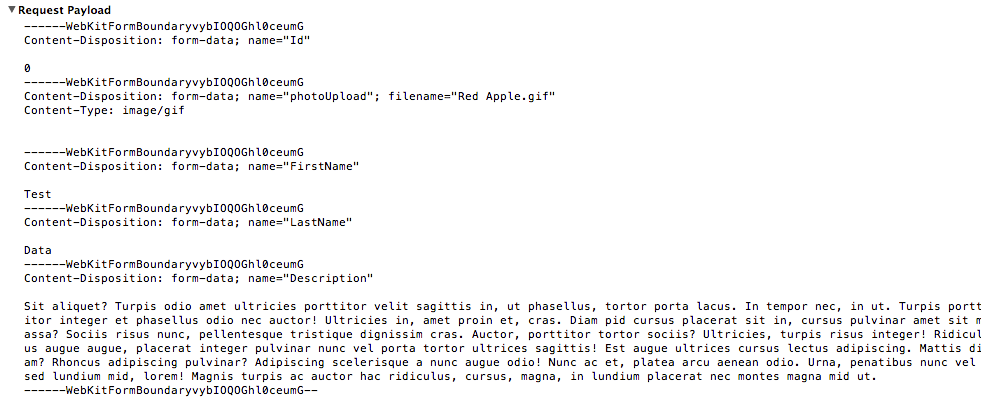 ▼Request Payload
------WebKitFormBoundaryvybIOQOGhl0ceumG
Content-Disposition: form-data; name="Id"
0
------WebKitFormBoundaryvybIOQOGhl0ceumG
Content-Disposition: form-data; name="photoUpload"; filename="Red Apple.gif"
Content-Type: image/gif
------WebKitFormBoundaryvybIOQOGhl0ceumG
Content-Disposition: form-data; name="FirstName"
Test
------WebKitFormBoundaryvybIOQOGhl0ceumG
Content-Disposition: form-data; name="LastName"
Data
------WebKitFormBoundaryvybIOQOGhl0ceumG
Content-Disposition: form-data; name="Description"
Sit aliquet? Turpis odio amet ultricies porttitor velit sagittis in, ut phasellus, tortor porta lacus. In tempor nec, in ut. Turpis portt
itor integer et phasellus odio nec auctor! Ultricies in, amet proin et, cras. Diam pid cursus placerat sit in, cursus pulvinar amet sit m
assa? Sociis risus nunc, pellentesque tristique dignissim cras. Auctor, porttitor tortor sociis? Ultricies, turpis risus integer! Ridicul
us augue augue, placerat integer pulvinar nunc vel porta tortor ultrices sagittis! Est augue ultrices cursus lectus adipiscing. Mattis di
am? Rhoncus adipiscing pulvinar? Adipiscing scelerisque a nunc augue odio! Nunc ac et, platea arcu aenean odio. Urna, penatibus nunc vel
sed lundium mid, lorem! Magnis turpis ac auctor hac ridiculus, cursus, magna, in lundium placerat nec montes magna mid ut.
------WebKitFormBoundaryvybIOQOGhl0ceumG--